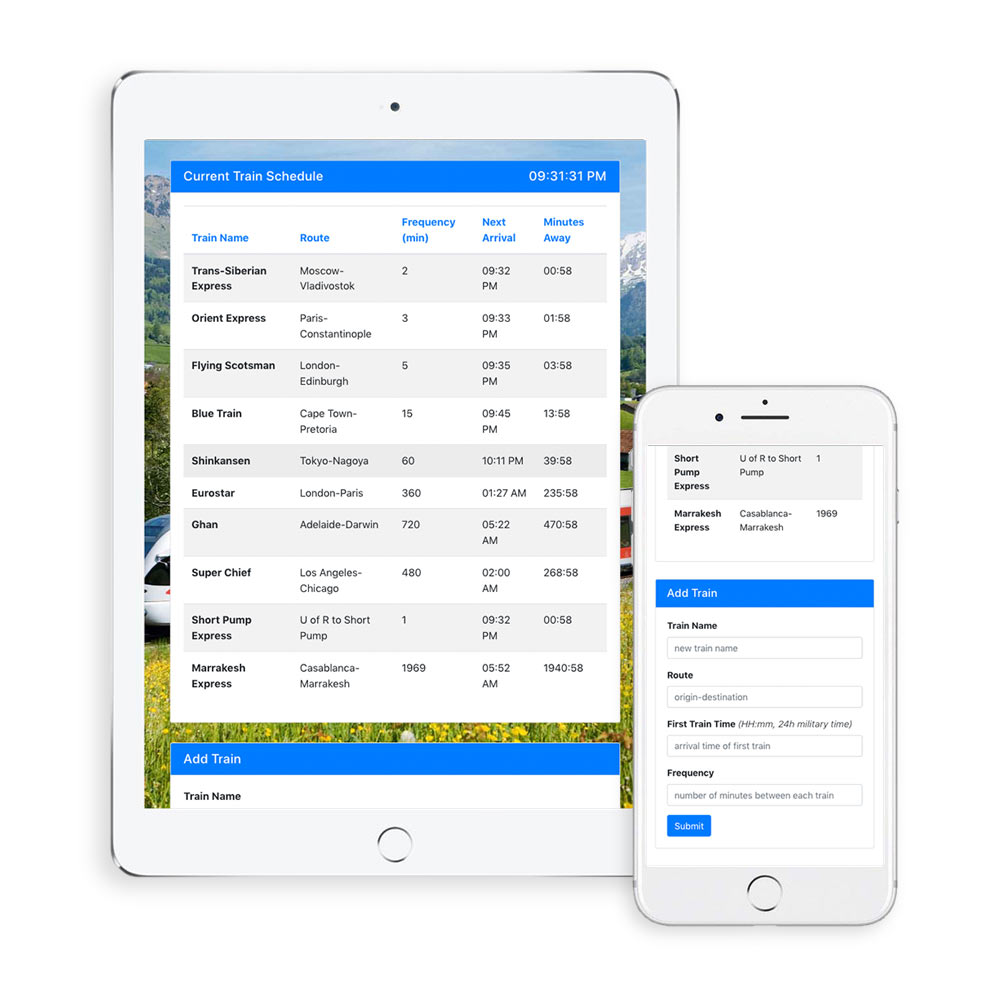 Current Train Schedule 09:31:31 PM
Frequency Next Minutes
Train Name Route (min) Arrival Away
Trans-Siberian Moscow- 2 09:32 00:58
Express Vladivostok PM
Orient Express Paris- 3 09:33 01:58
Constantinople PM
Flying Scotsman London- 5 09:35 03:58
Edinburgh PM
Blue Train Cape Town- 15 09:45 13:58
Pretoria PM
Shinkansen Tokyo-Nagoya 60 10:11 PM 39:58
Eurostar London-Paris 360 01:27 AM 235:58
Ghan Adelaide-Darwin 720 05:22 470:58
AM
Super Chief Los Angeles- 480 02:00 268:58
Chicago AM
Short Pump U of R to Short 1 09:32 00:58
Express Pump PM
Marrakesh Casablanca- 1969 05:52 1940:58
Express Marrakesh AM
Add Train
Train Name
Short U of R to Short 1
Pump Pump
Express
Marrakesh Casablanca- 1969
Express Marrakesh
Add Train
Train Name
new train name
Route
origin-destination
First Train Time (HH:mm, 24h military time)
arrival time of first train
Frequency
number of minutes between each train
Submit